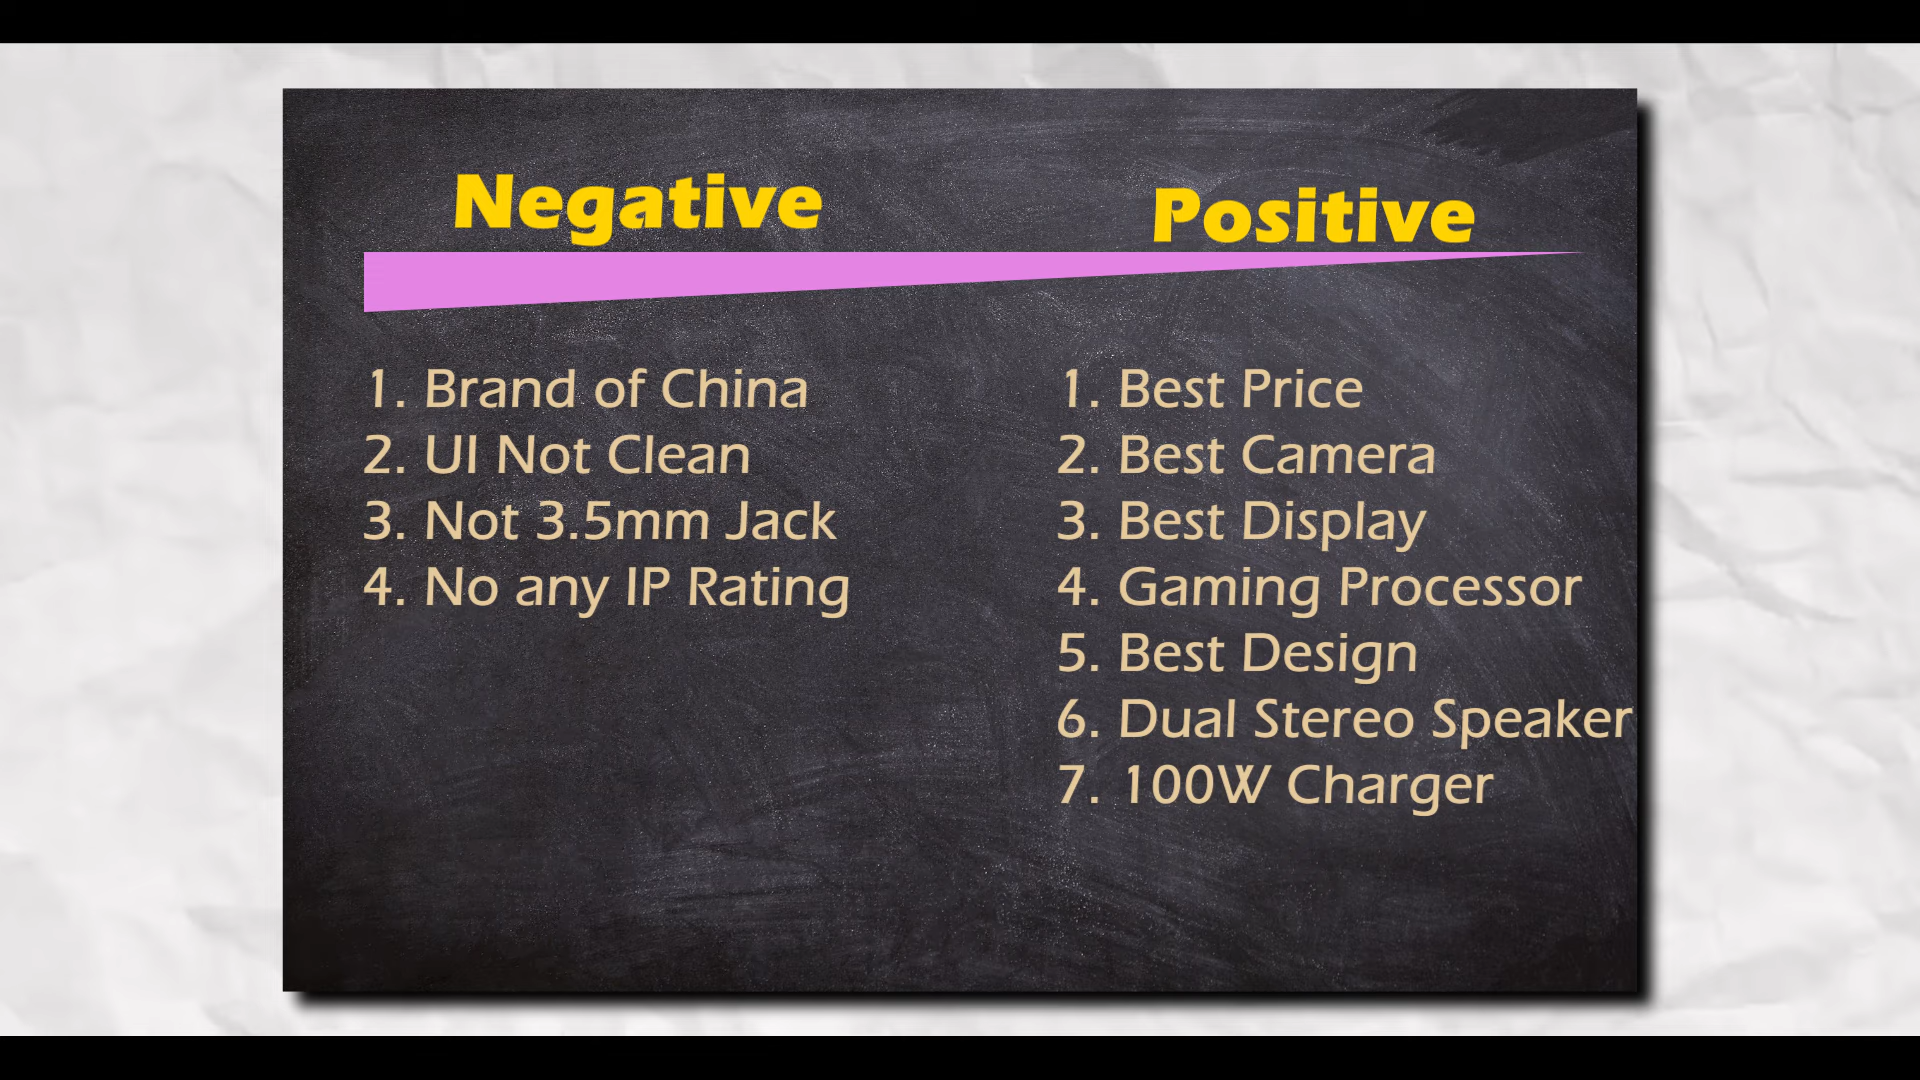 Negative
1. Brand of China
2. UI Not Clean
3. Not 3.5mm Jack
4. No any IP Rating
Positive
1. Best Price
2. Best Camera
3. Best Display
4. Gaming Processor
5. Best Design
6. Dual Stereo Speaker
7. 100W Charger